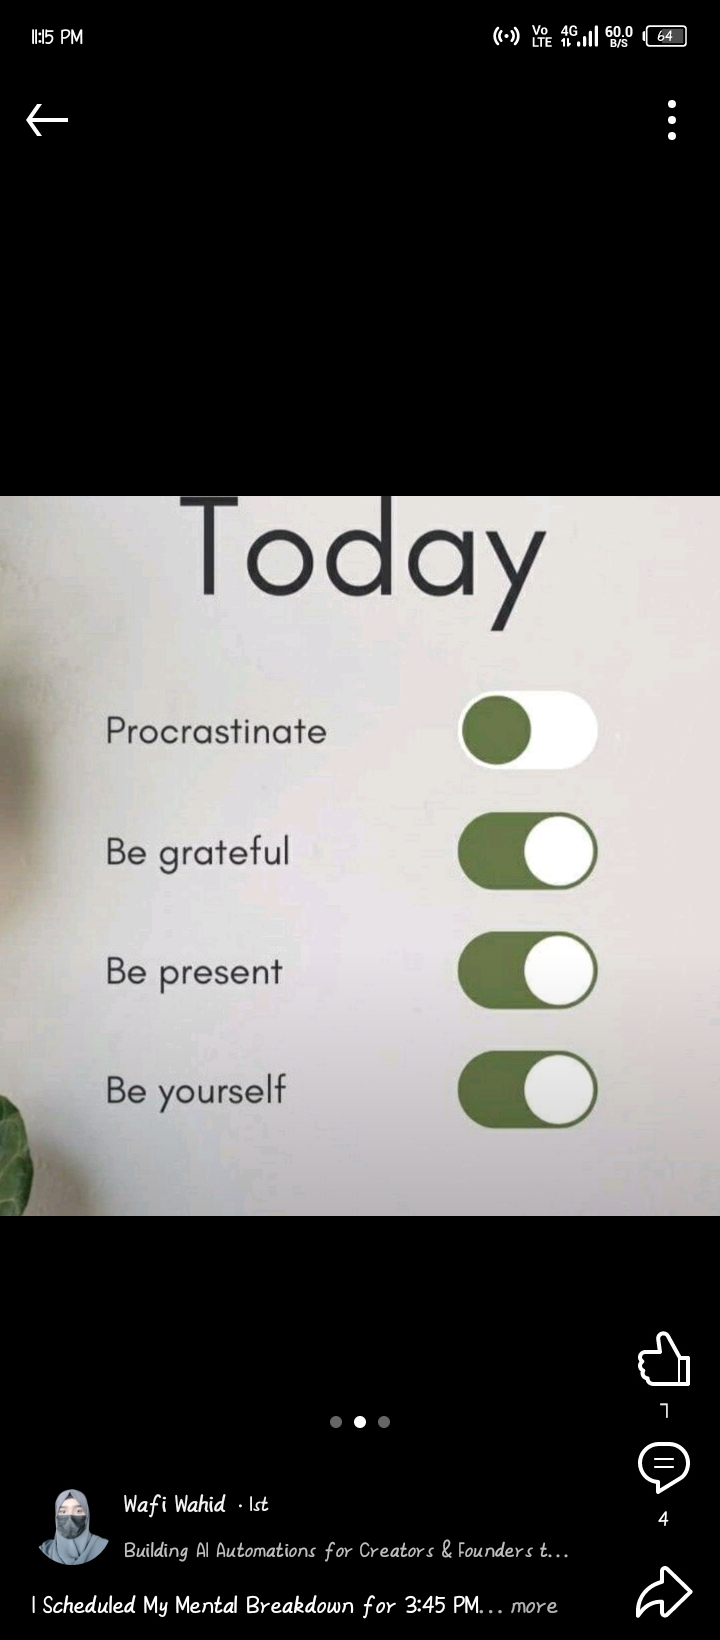 11:15 PM
Vo LTE 4G 60.0 B/S 64
Today
Procrastinate
Be grateful
Be present
Be yourself
7
4
Wafi Wahid · 1st
Building AI Automations for Creators & Founders t...
I Scheduled My Mental Breakdown for 3:45 PM... more